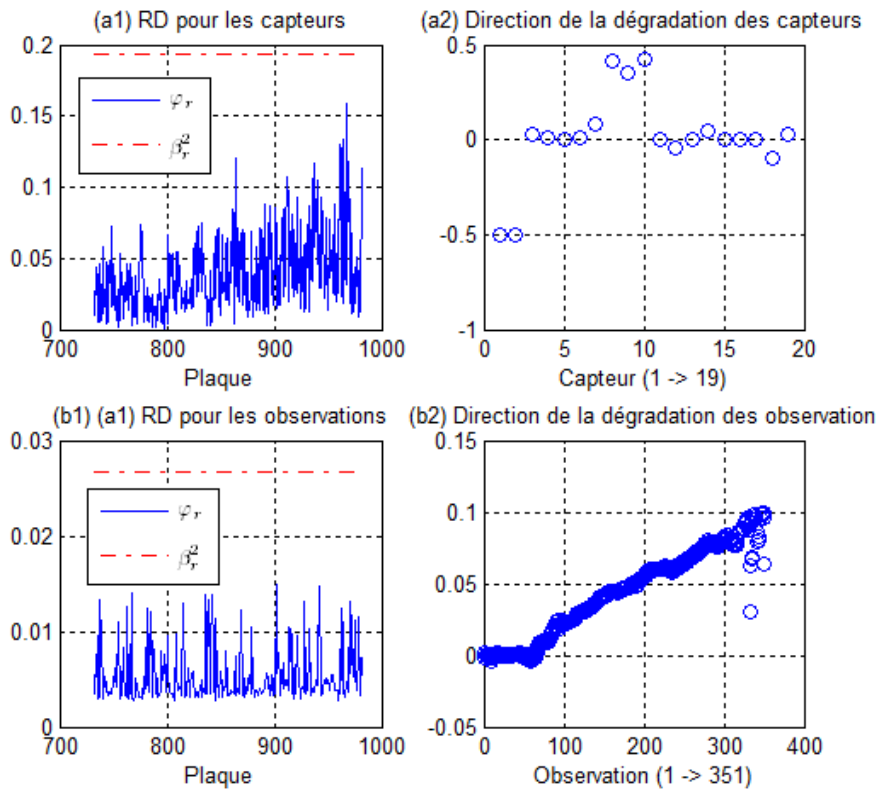 (a1) RD pour les capteurs
0.2
0.15
0.1
0.05
0
φr
βr²
700 800 900 1000
Plaque
(a2) Direction de la dégradation des capteurs
0.5
0
-0.5
-1
0 5 10 15 20
Capteur (1 -> 19)
(b1) (a1) RD pour les observations
0.03
0.02
0.01
0
φr
βr²
700 800 900 1000
Plaque
(b2) Direction de la dégradation des observation
0.15
0.1
0.05
0
-0.05
0 100 200 300 400
Observation (1 -> 351)